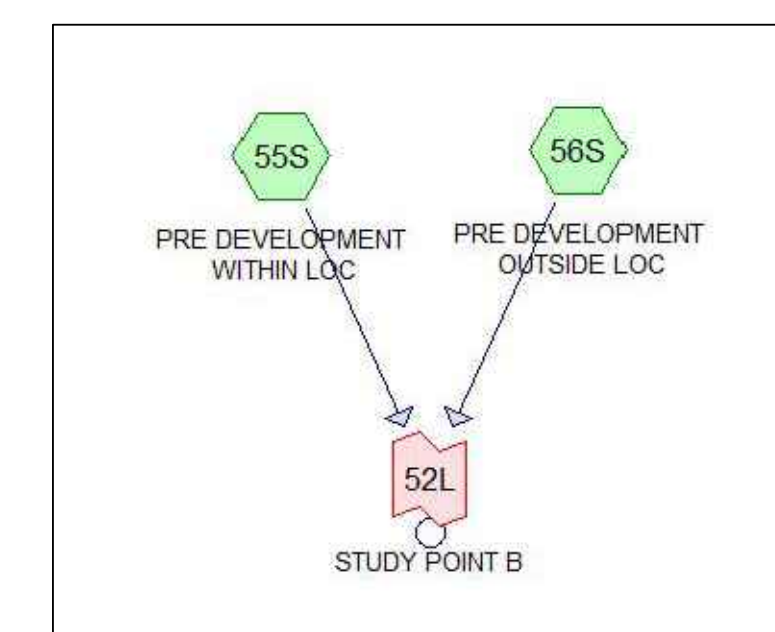 55S
56S
PRE DEVELOPMENT
WITHIN LOC
PRE DEVELOPMENT
OUTSIDE LOC
52L
STUDY POINT B